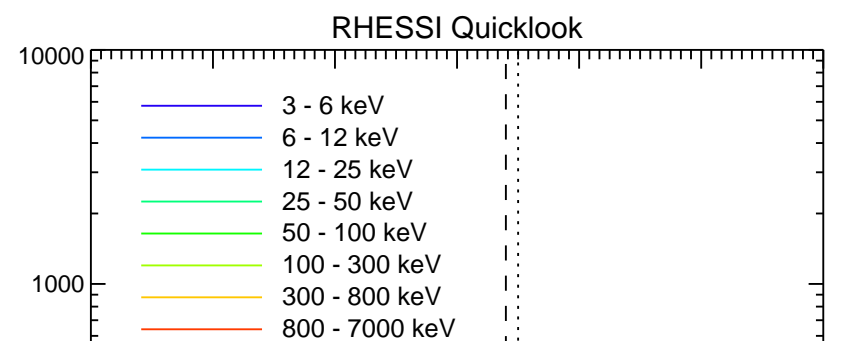 RHESSI Quicklook
10000
3 - 6 keV
6 - 12 keV
12 - 25 keV
25 - 50 keV
50 - 100 keV
100 - 300 keV
1000
300 - 800 keV
800 - 7000 keV